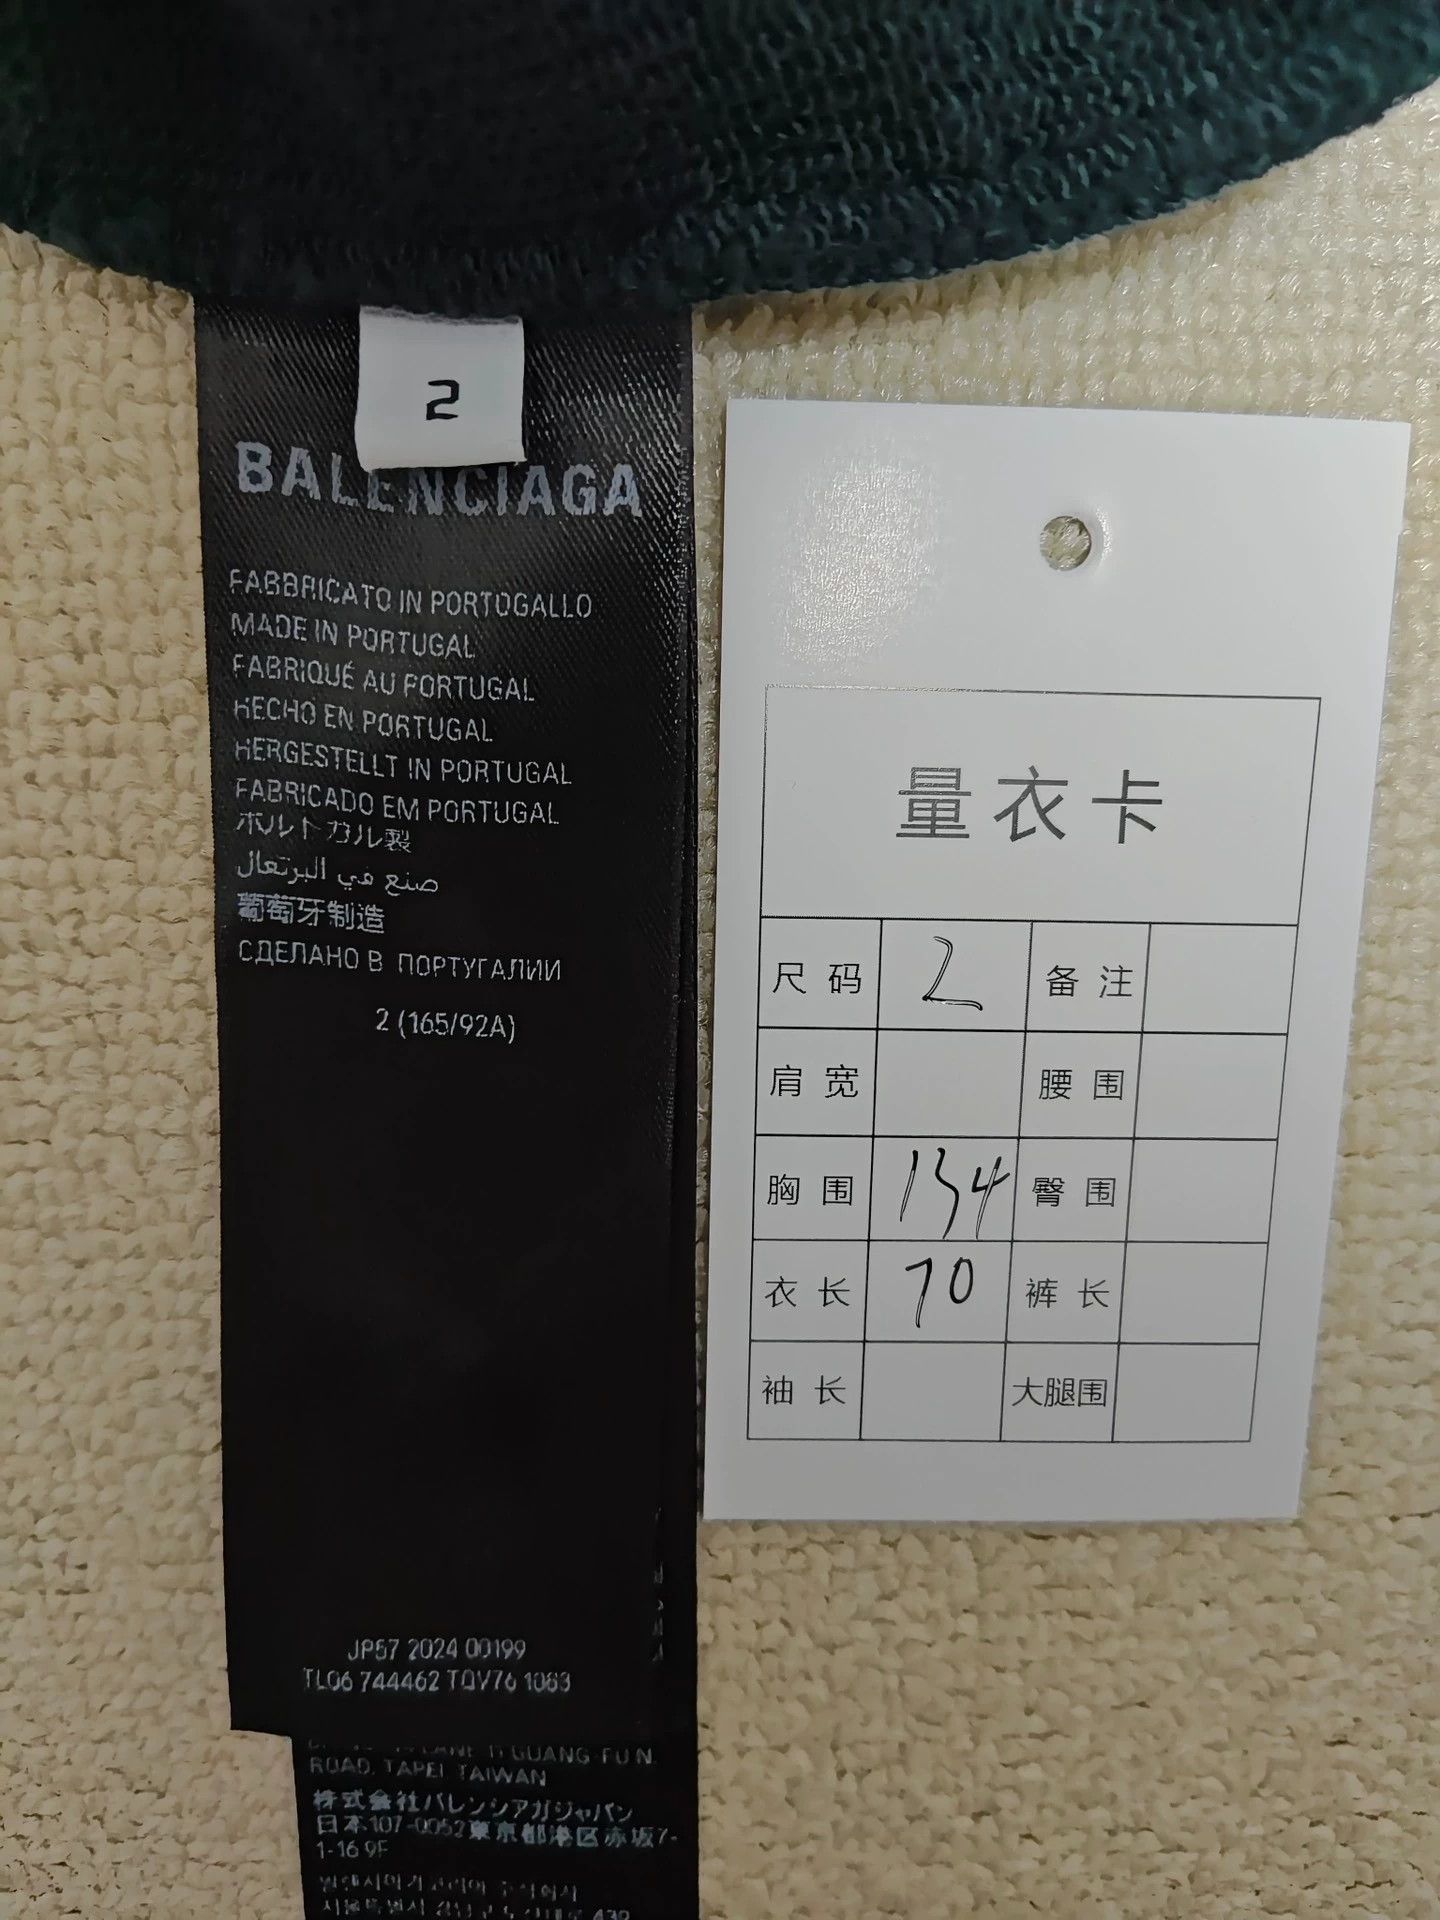 2
BALENCIAGA
FABBRICATO IN PORTOGALLO
MADE IN PORTUGAL
FABRIQUÉ AU PORTUGAL
HECHO EN PORTUGAL
HERGESTELLT IN PORTUGAL
FABRICADO EM PORTUGAL
ポルトガル製
صنع في البرتغال
葡萄牙制造
СДЕЛАНО В ПОРТУГАЛИИ
2 (165/92A)
JP57 2024 00199
TL06 744462 TQV76 1083
GUANG FU N.
ROAD, TAPEI TAIWAN
株式会社バレンシアガジャパン
日本107-0052東京都港区赤坂7-
1-16 9F
량 衣 卡
尺 码 2 备 注
肩 宽 腰 围
胸 围 134 臀 围
衣 长 70 裤 长
袖 长 大腿围